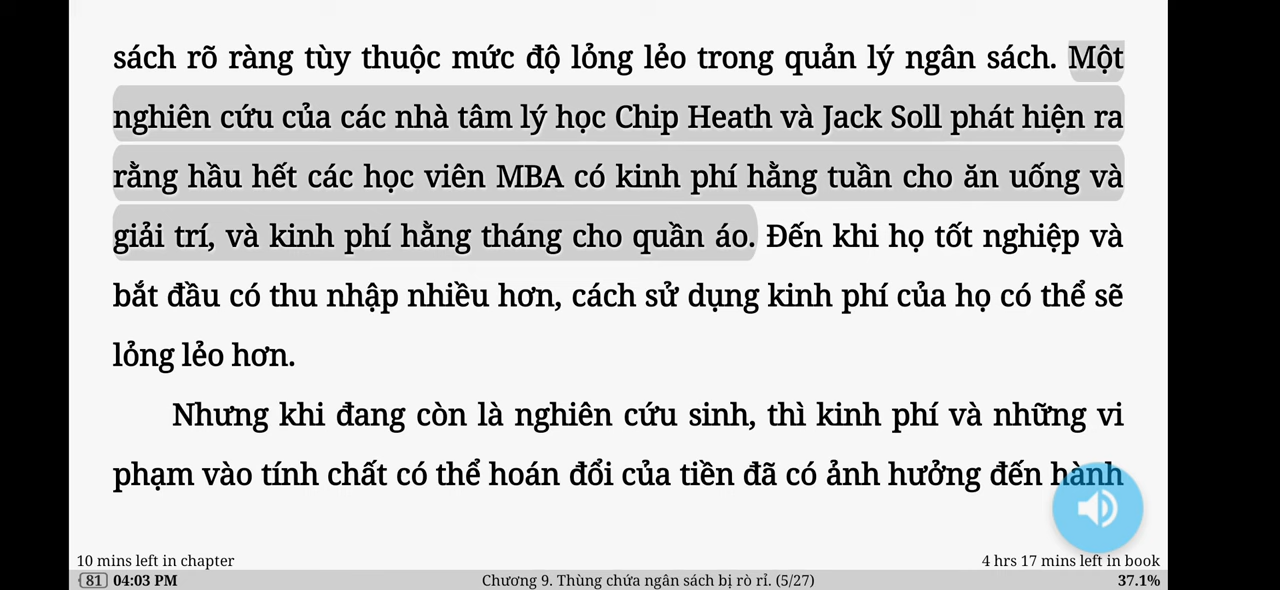 sách rõ ràng tùy thuộc mức độ lỏng lẻo trong quản lý ngân sách. Một
nghiên cứu của các nhà tâm lý học Chip Heath và Jack Soll phát hiện ra
rằng hầu hết các học viên MBA có kinh phí hằng tuần cho ăn uống và
giải trí, và kinh phí hằng tháng cho quần áo. Đến khi họ tốt nghiệp và
bắt đầu có thu nhập nhiều hơn, cách sử dụng kinh phí của họ có thể sẽ
lỏng lẻo hơn.
Nhưng khi đang còn là nghiên cứu sinh, thì kinh phí và những vi
phạm vào tính chất có thể hoán đổi của tiền đã có ảnh hưởng đến hành
10 mins left in chapter 4 hrs 17 mins left in book
81 04:03 PM Chương 9. Thùng chứa ngân sách bị rò rỉ. (5/27) 37.1%